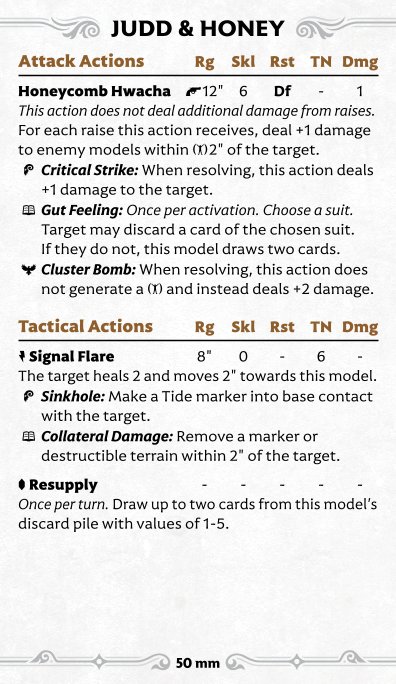 JUDD & HONEY
Attack Actions Rg Skl Rst TN Dmg
Honeycomb Hwacha 12" 6 Df - 1
This action does not deal additional damage from raises.
For each raise this action receives, deal +1 damage
to enemy models within 2" of the target.
Critical Strike: When resolving, this action deals
+1 damage to the target.
Gut Feeling: Once per activation. Choose a suit.
Target may discard a card of the chosen suit.
If they do not, this model draws two cards.
Cluster Bomb: When resolving, this action does
not generate a and instead deals +2 damage.
Tactical Actions Rg Skl Rst TN Dmg
Signal Flare 8" 0 - 6 -
The target heals 2 and moves 2" towards this model.
Sinkhole: Make a Tide marker into base contact
with the target.
Collateral Damage: Remove a marker or
destructible terrain within 2" of the target.
Resupply - - - - -
Once per turn. Draw up to two cards from this model's
discard pile with values of 1-5.
50 mm